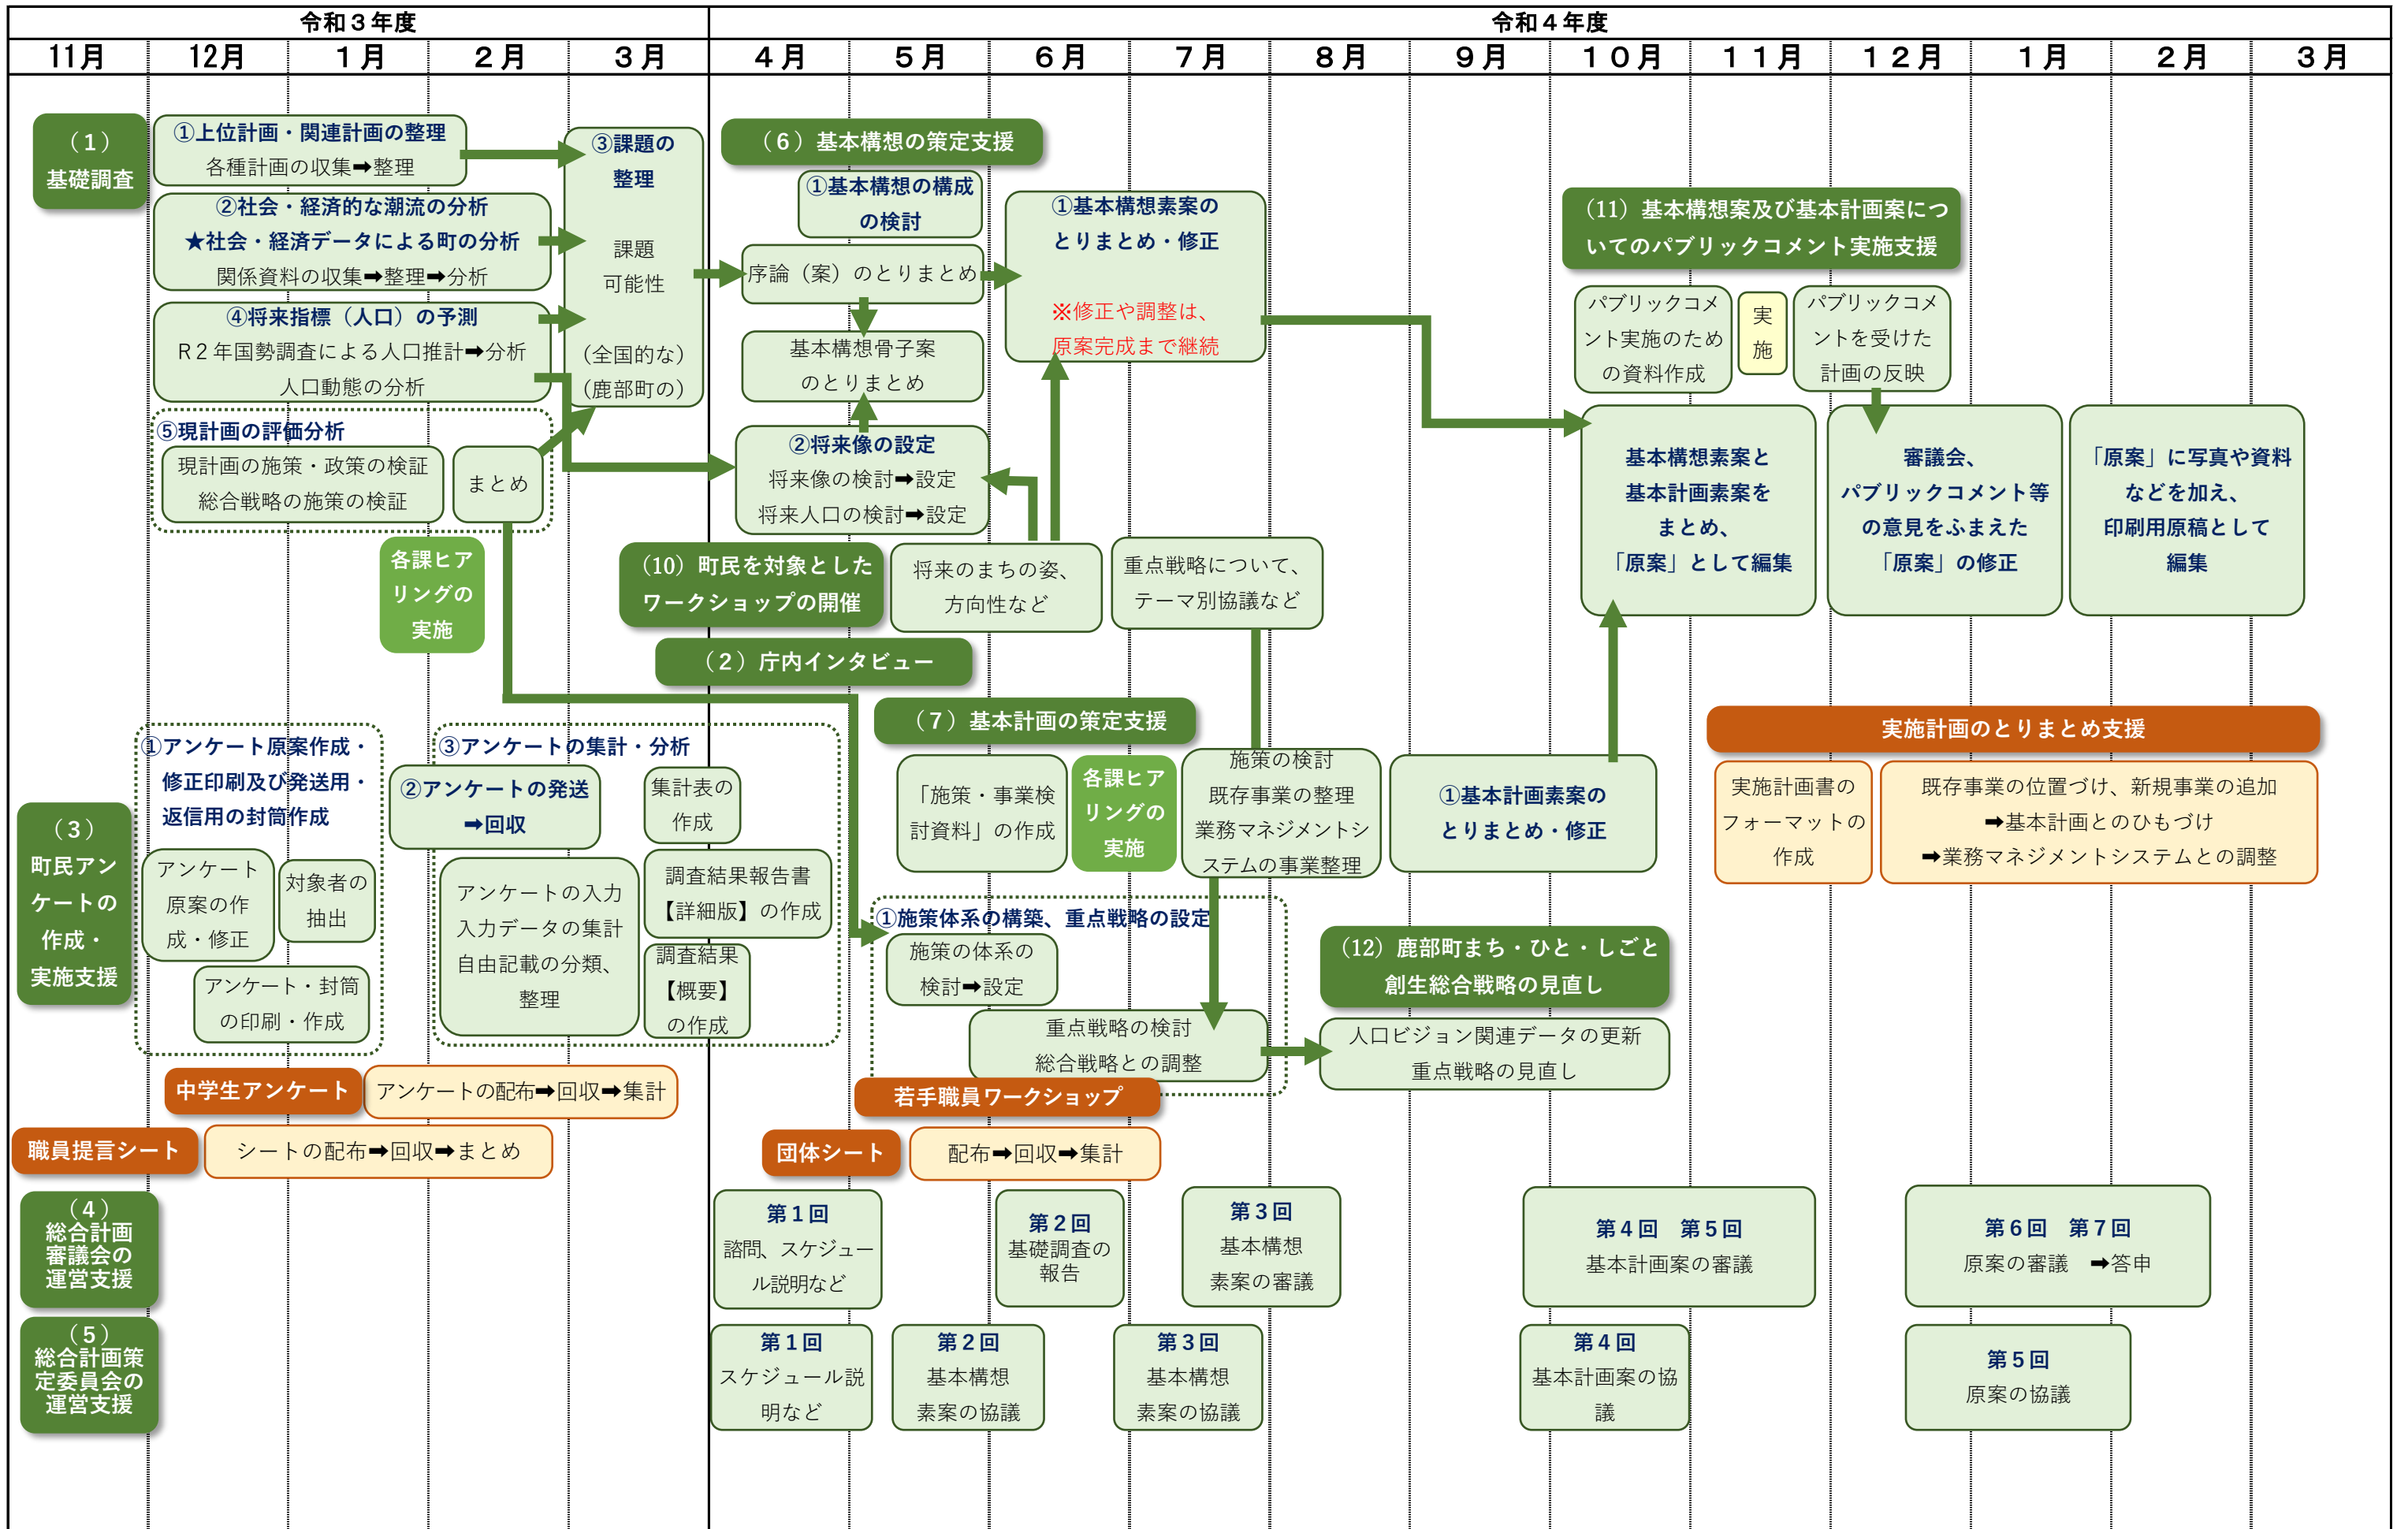 令和３年度
令和４年度
11月
12月
１月
２月
３月
４月
５月
６月
７月
８月
９月
１０月
１１月
１２月
１月
２月
３月
（１）
基礎調査
①上位計画・関連計画の整理
各種計画の収集➡整理
②社会・経済的な潮流の分析
★社会・経済データによる町の分析
関係資料の収集➡整理➡分析
④将来指標（人口）の予測
R２年国勢調査による人口推計➡分析
人口動態の分析
⑤現計画の評価分析
現計画の施策・政策の検証
総合戦略の施策の検証
まとめ
③課題の
整理
課題
可能性
（全国的な）
（鹿部町の）
各課ヒア
リングの
実施
（６）基本構想の策定支援
①基本構想の構成
の検討
序論（案）のとりまとめ
基本構想骨子案
のとりまとめ
②将来像の設定
将来像の検討➡設定
将来人口の検討➡設定
①基本構想素案の
とりまとめ・修正
※修正や調整は、
原案完成まで継続
（10）町民を対象とした
ワークショップの開催
将来のまちの姿、
方向性など
重点戦略について、
テーマ別協議など
（２）庁内インタビュー
（11）基本構想案及び基本計画案につ
いてのパブリックコメント実施支援
パブリックコメ
ント実施のため
の資料作成
実
施
パブリックコメ
ントを受けた
計画の反映
基本構想素案と
基本計画素案を
まとめ、
「原案」として編集
審議会、
パブリックコメント等
の意見をふまえた
「原案」の修正
「原案」に写真や資料
などを加え、
印刷用原稿として
編集
（７）基本計画の策定支援
「施策・事業検
討資料」の作成
各課ヒア
リングの
実施
施策の検討
既存事業の整理
業務マネジメントシ
ステムの事業整理
①基本計画素案の
とりまとめ・修正
実施計画のとりまとめ支援
実施計画書の
フォーマットの
作成
既存事業の位置づけ、新規事業の追加
➡基本計画とのひもづけ
➡業務マネジメントシステムとの調整
（３）
町民アン
ケートの
作成・
実施支援
①アンケート原案作成・
修正印刷及び発送用・
返信用の封筒作成
アンケート
原案の作
成・修正
対象者の
抽出
アンケート・封筒
の印刷・作成
②アンケートの発送
➡回収
③アンケートの集計・分析
アンケートの入力
入力データの集計
自由記載の分類、
整理
集計表の
作成
調査結果報告書
【詳細版】の作成
調査結果
【概要】
の作成
①施策体系の構築、重点戦略の設定
施策の体系の
検討➡設定
重点戦略の検討
総合戦略との調整
（12）鹿部町まち・ひと・しごと
創生総合戦略の見直し
人口ビジョン関連データの更新
重点戦略の見直し
中学生アンケート
アンケートの配布➡回収➡集計
若手職員ワークショップ
職員提言シート
シートの配布➡回収➡まとめ
団体シート
配布➡回収➡集計
（４）
総合計画
審議会の
運営支援
第１回
諮問、スケジュー
ル説明など
第２回
基礎調査の
報告
第３回
基本構想
素案の審議
第４回　第５回
基本計画案の審議
第６回　第７回
原案の審議　➡答申
（５）
総合計画策
定委員会の
運営支援
第１回
スケジュール説
明など
第２回
基本構想
素案の協議
第３回
基本構想
素案の協議
第４回
基本計画案の協
議
第５回
原案の協議